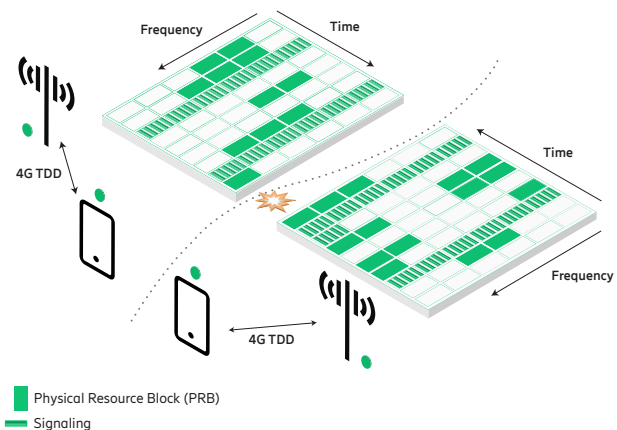 Frequency
Time
4G TDD
Time
Frequency
4G TDD
Physical Resource Block (PRB)
Signaling